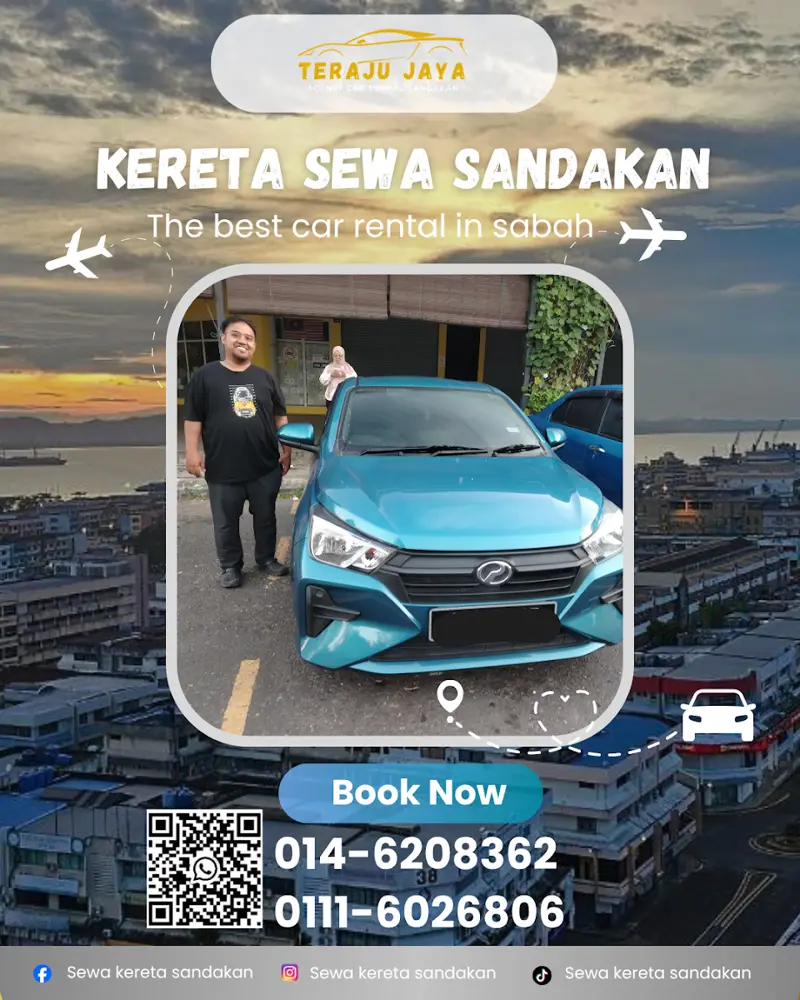 TERAJU JAYA
KERETA SEWA SANDAKAN
The best car rental in sabah
Book Now
014-6208362
0111-6026806
38
Sewa kereta sandakan
Sewa kereta sandakan
Sewa kereta sandakan